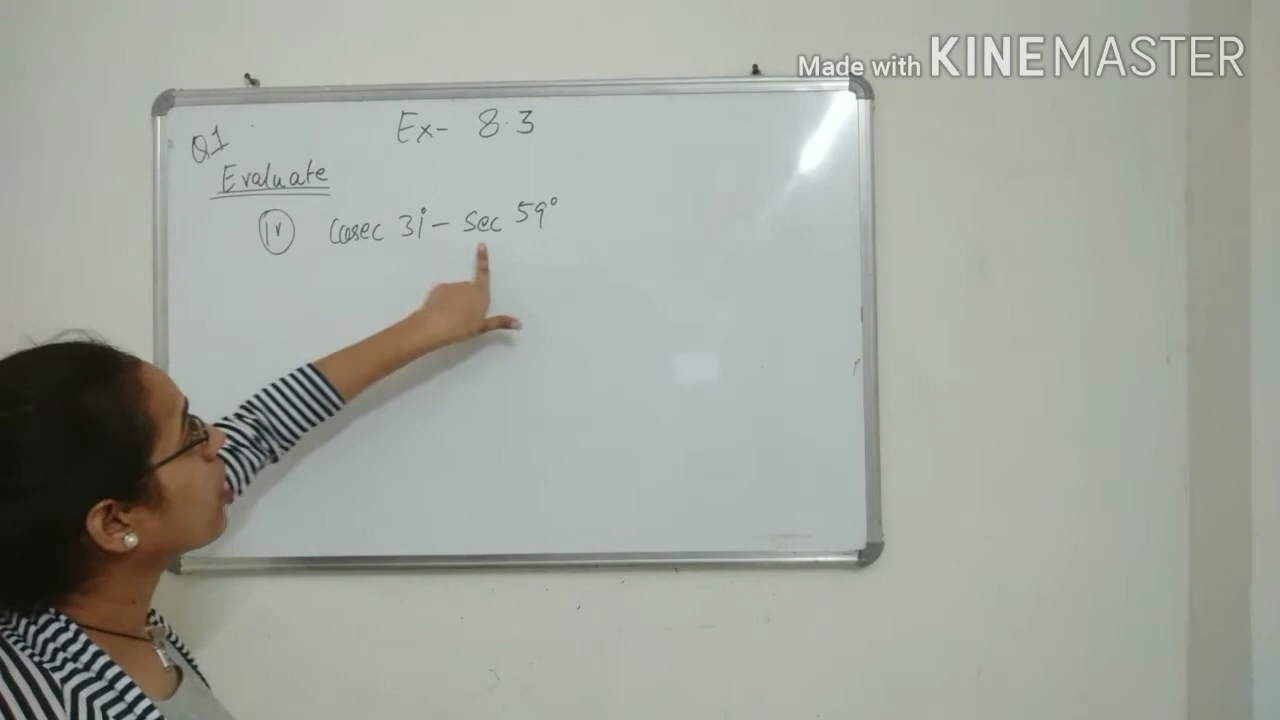 Made with KINEMASTER
Ex- 8.3
Q1
Evaluate
iv cosec 31° - sec 59°